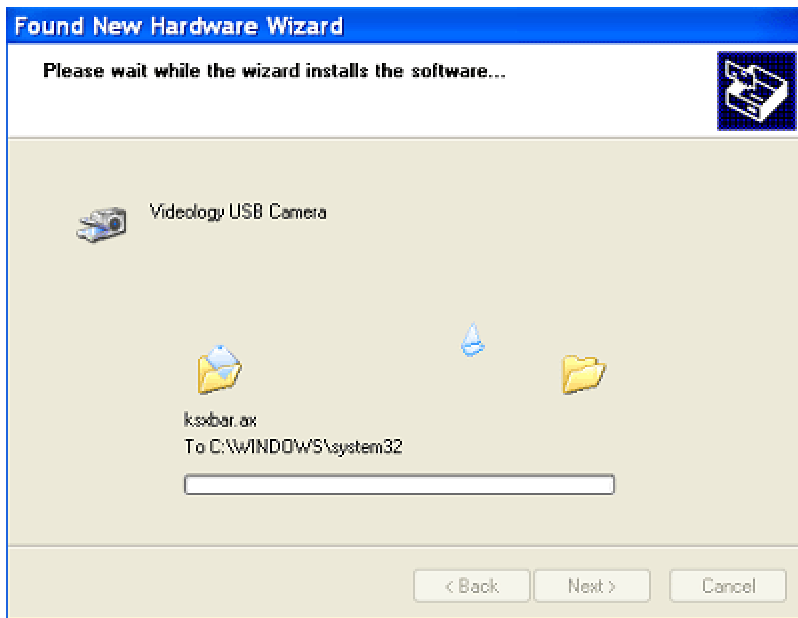 Found New Hardware Wizard
Please wait while the wizard installs the software...
Videology USB Camera
ksxbar.ax
To C:\WINDOWS\system32
< Back
Next >
Cancel